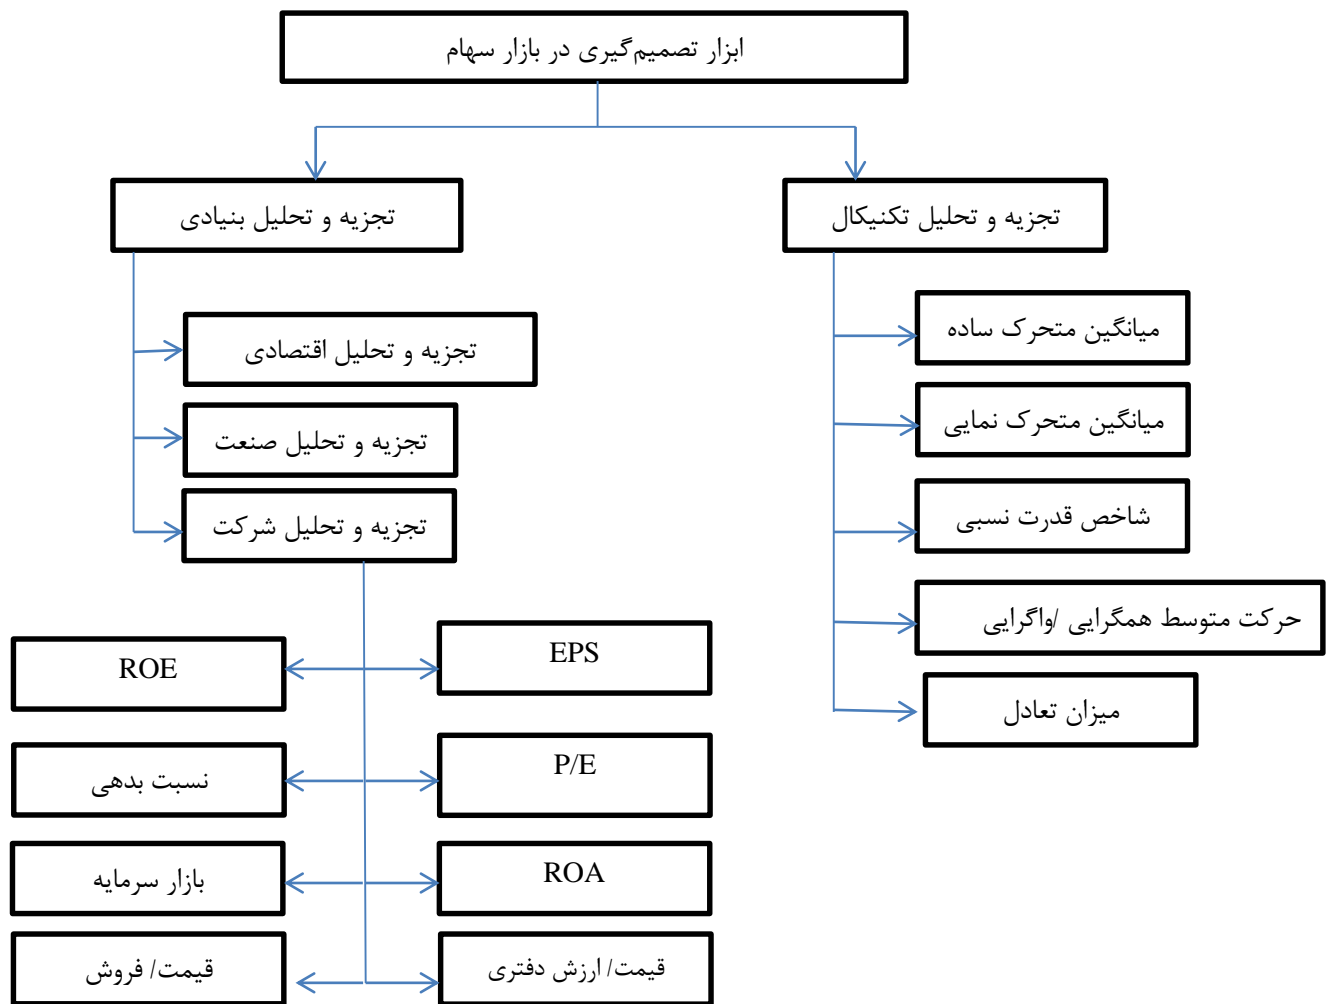 ابزار تصمیم‌گیری در بازار سهام
تجزیه و تحلیل تکنیکال
تجزیه و تحلیل بنیادی
میانگین متحرک ساده
میانگین متحرک نمایی
شاخص قدرت نسبی
حرکت متوسط همگرایی /واگرایی
میزان تعادل
تجزیه و تحلیل اقتصادی
تجزیه و تحلیل صنعت
تجزیه و تحلیل شرکت
EPS
ROE
P/E
نسبت بدهی
ROA
بازار سرمایه
قیمت/ ارزش دفتری
قیمت/ فروش